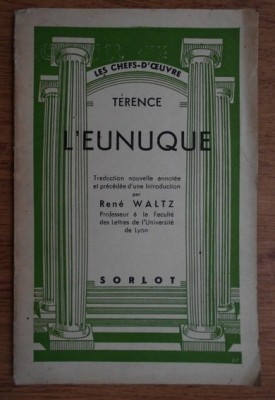 LES CHEFS-D'ŒUVRE
TÉRENCE
L'EUNUQUE
Traduction nouvelle annotée
et précédée d'une Introduction
par
René WALTZ
Professeur à la Faculté
des Lettres de l'Université
de Lyon
SORLOT